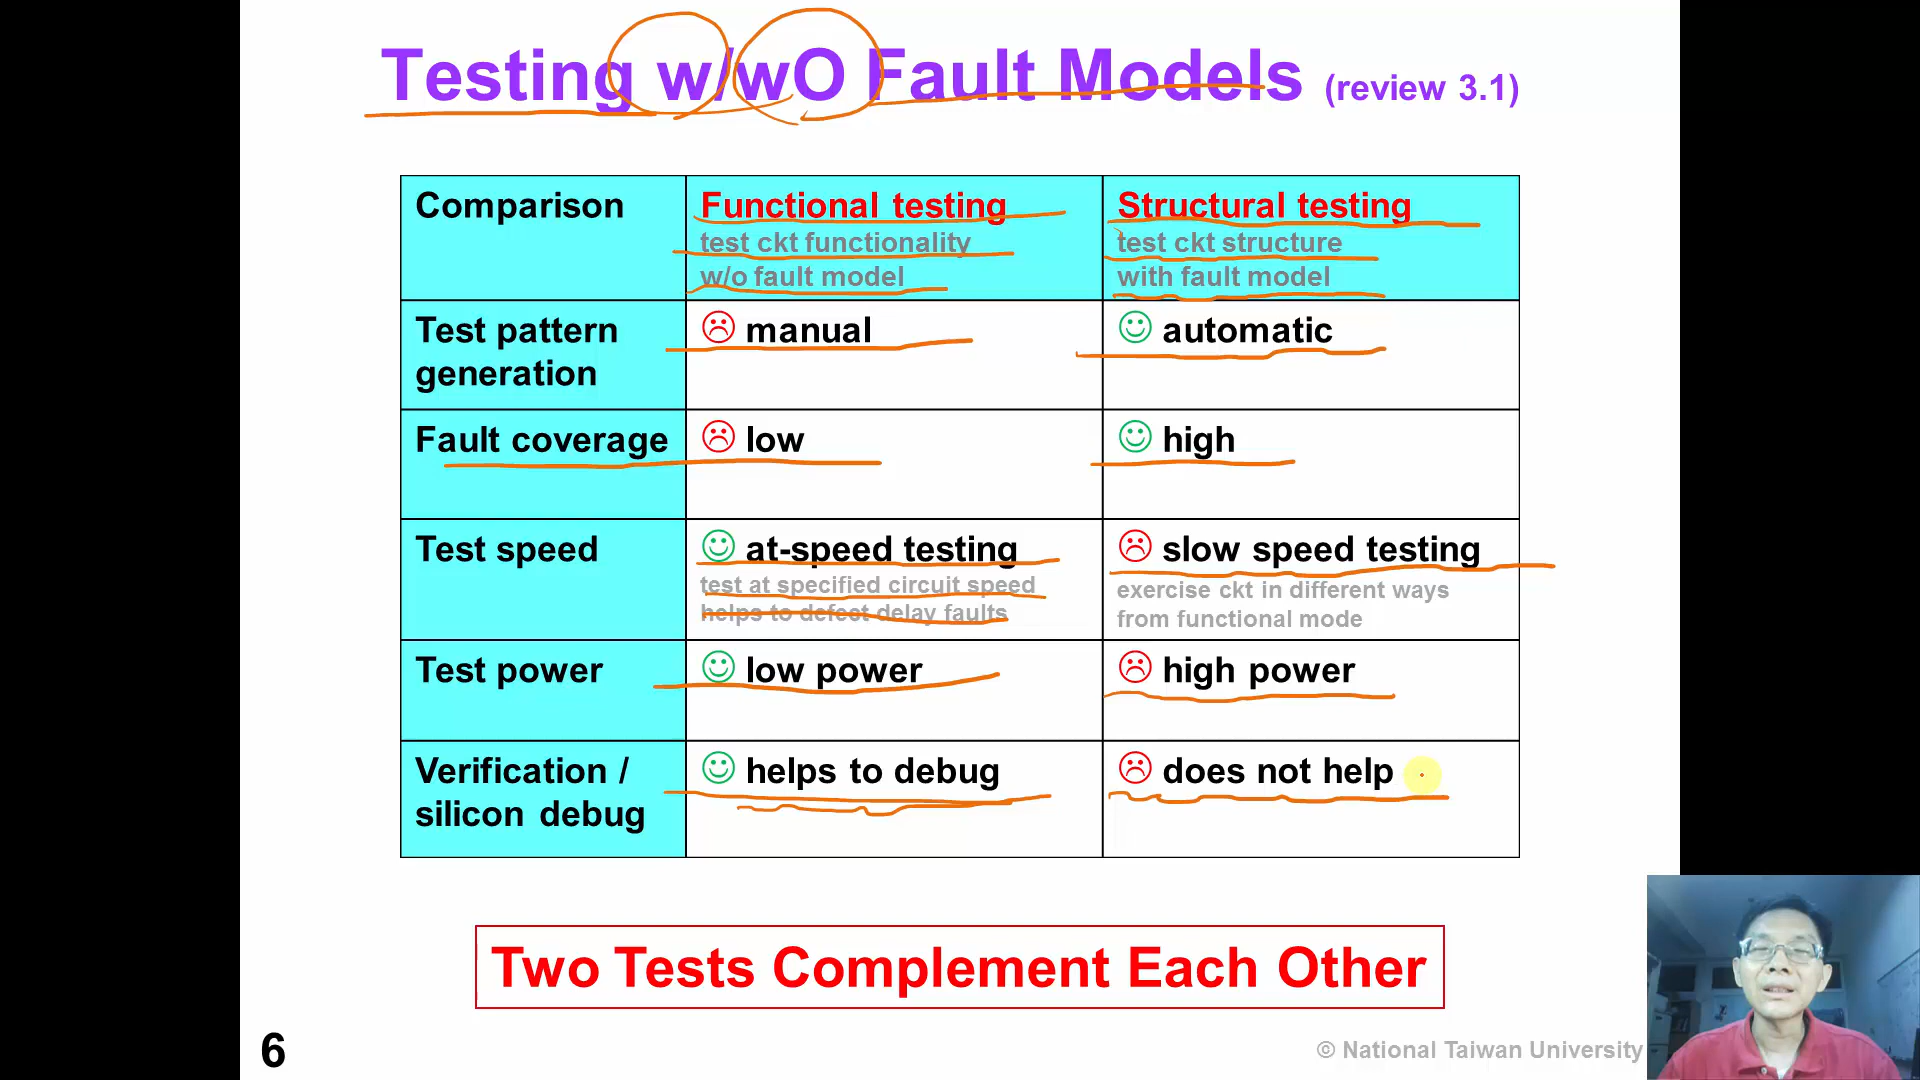 Testing w/wO Fault Models (review 3.1)
Comparison
Functional testing
test ckt functionality
w/o fault model
Structural testing
test ckt structure
with fault model
Test pattern
generation
manual
automatic
Fault coverage
low
high
Test speed
at-speed testing
test at specified circuit speed
helps to defect delay faults
slow speed testing
exercise ckt in different ways
from functional mode
Test power
low power
high power
Verification /
silicon debug
helps to debug
does not help
Two Tests Complement Each Other
6
© National Taiwan University